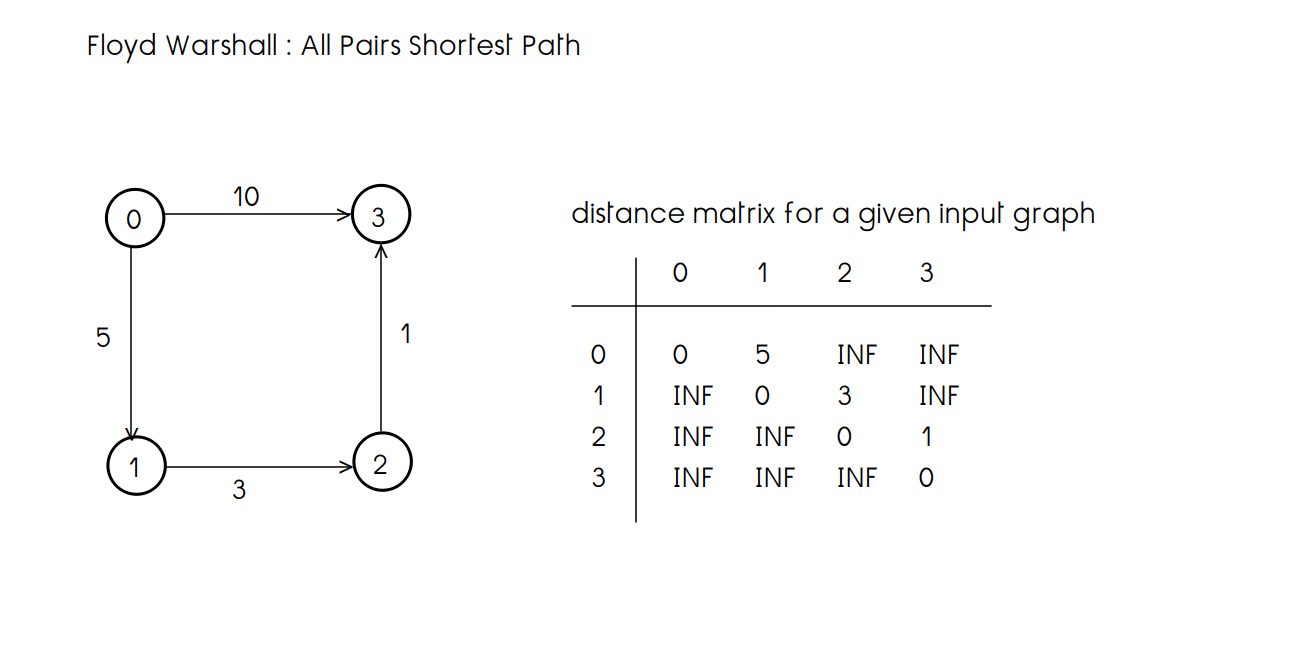 Floyd Warshall : All Pairs Shortest Path
10
0
3
5
1
1
2
3
distance matrix for a given input graph
0 1 2 3
0 0 5 INF INF
1 INF 0 3 INF
2 INF INF 0 1
3 INF INF INF 0